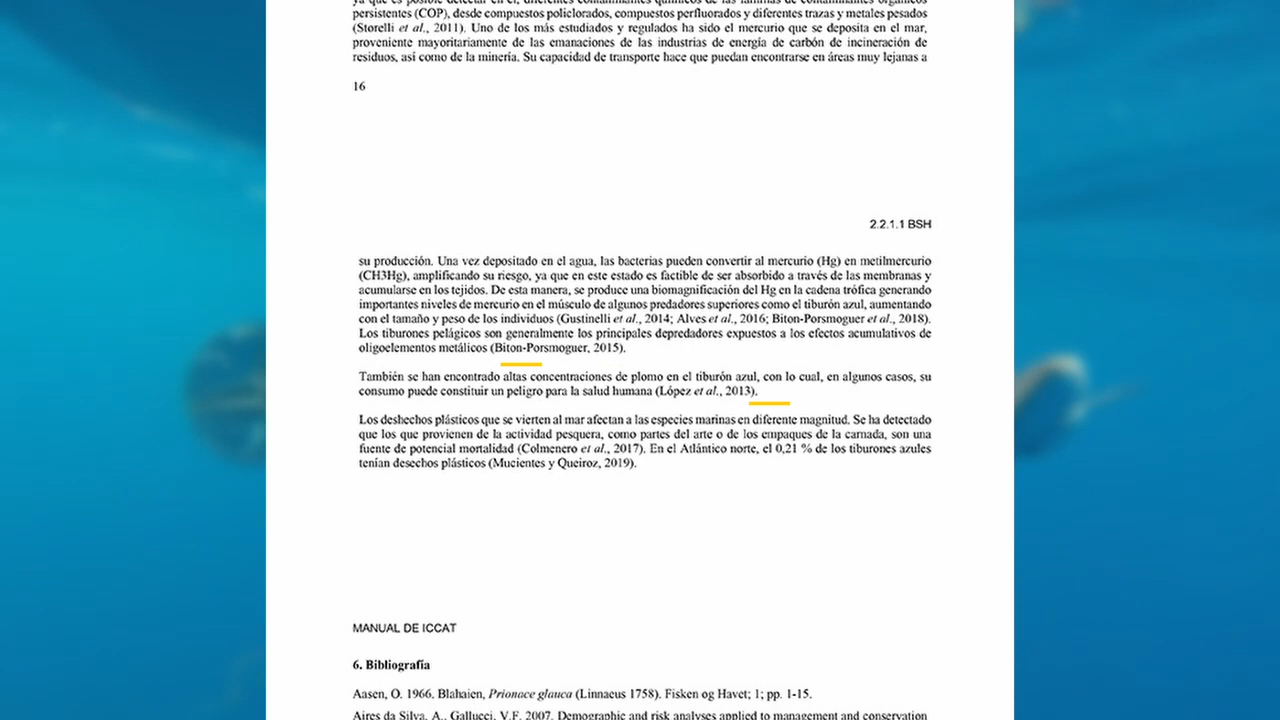 ya que es posible detectar en él, diferentes contaminantes químicos de las familias de contaminantes orgánicos
persistentes (COP), desde compuestos policlorados, compuestos perfluorados y diferentes trazas y metales pesados
(Storelli et al., 2011). Uno de los más estudiados y regulados ha sido el mercurio que se deposita en el mar,
proveniente mayoritariamente de las emanaciones de las industrias de energía de carbón de incineración de
residuos, así como de la minería. Su capacidad de transporte hace que puedan encontrarse en áreas muy lejanas a
16
2.2.1.1 BSH
su producción. Una vez depositado en el agua, las bacterias pueden convertir al mercurio (Hg) en metilmercurio
(CH3Hg), amplificando su riesgo, ya que en este estado es factible de ser absorbido a través de las membranas y
acumularse en los tejidos. De esta manera, se produce una biomagnificación del Hg en la cadena trófica generando
importantes niveles de mercurio en el músculo de algunos predadores superiores como el tiburón azul, aumentando
con el tamaño y peso de los individuos (Gustinelli et al., 2014; Alves et al., 2016; Biton-Porsmoguer et al., 2018).
Los tiburones pelágicos son generalmente los principales depredadores expuestos a los efectos acumulativos de
oligoelementos metálicos (Biton-Porsmoguer, 2015).
También se han encontrado altas concentraciones de plomo en el tiburón azul, con lo cual, en algunos casos, su
consumo puede constituir un peligro para la salud humana (López et al., 2013).
Los deshechos plásticos que se vierten al mar afectan a las especies marinas en diferente magnitud. Se ha detectado
que los que provienen de la actividad pesquera, como partes del arte o de los empaques de la carnada, son una
fuente de potencial mortalidad (Colmenero et al., 2017). En el Atlántico norte, el 0,21 % de los tiburones azules
tenían desechos plásticos (Mucientes y Queiroz, 2019).
MANUAL DE ICCAT
6. Bibliografía
Aasen, O. 1966. Blahaien, Prionace glauca (Linnaeus 1758). Fisken og Havet; 1; pp. 1-15.
Aires da Silva, A., Gallucci, V.F. 2007. Demographic and risk analyses applied to management and conservation